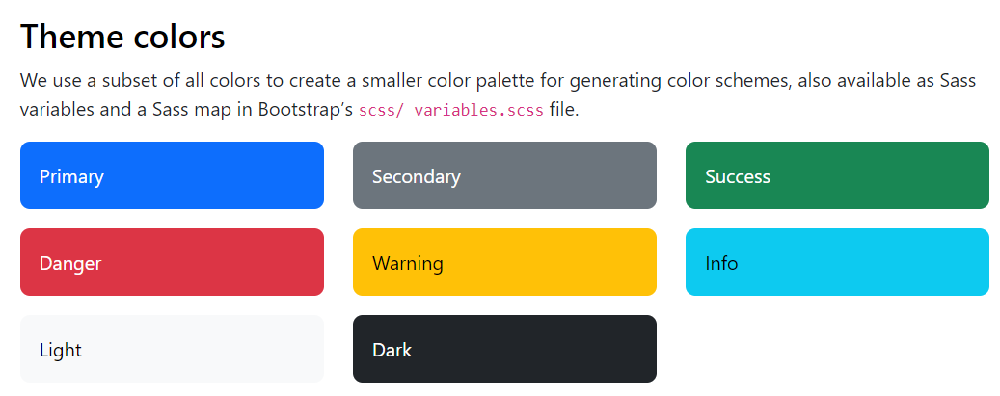 Theme colors
We use a subset of all colors to create a smaller color palette for generating color schemes, also available as Sass
variables and a Sass map in Bootstrap’s scss/_variables.scss file.
Primary
Secondary
Success
Danger
Warning
Info
Light
Dark